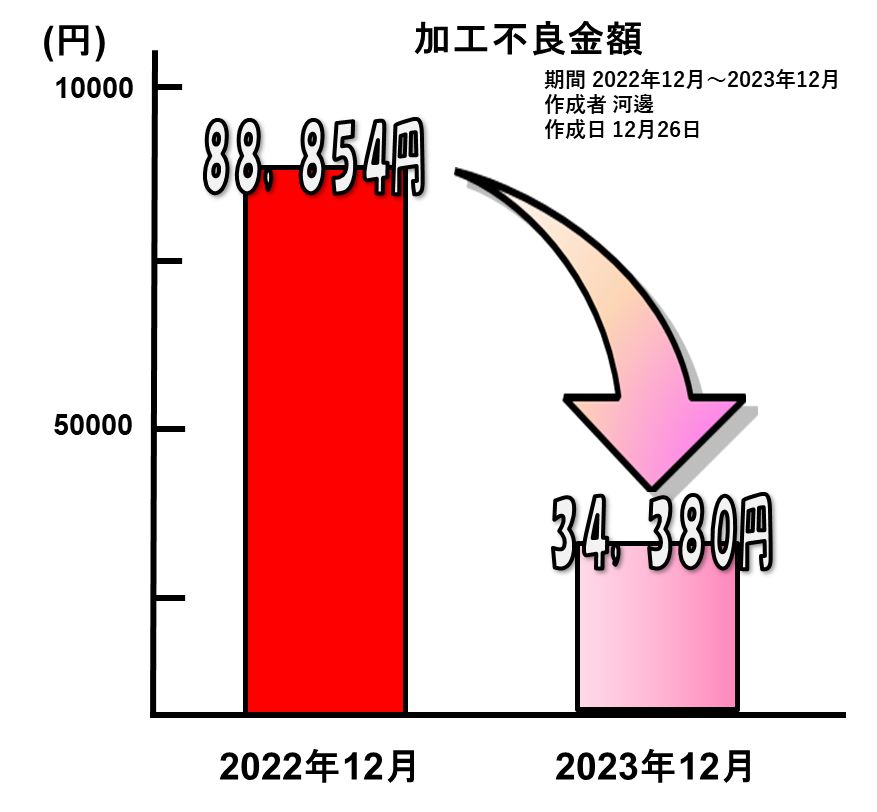 (円)
加工不良金額
期間 2022年12月～2023年12月
作成者 河邊
作成日 12月26日
10000
88, 854円
50000
34, 380円
2022年12月
2023年12月